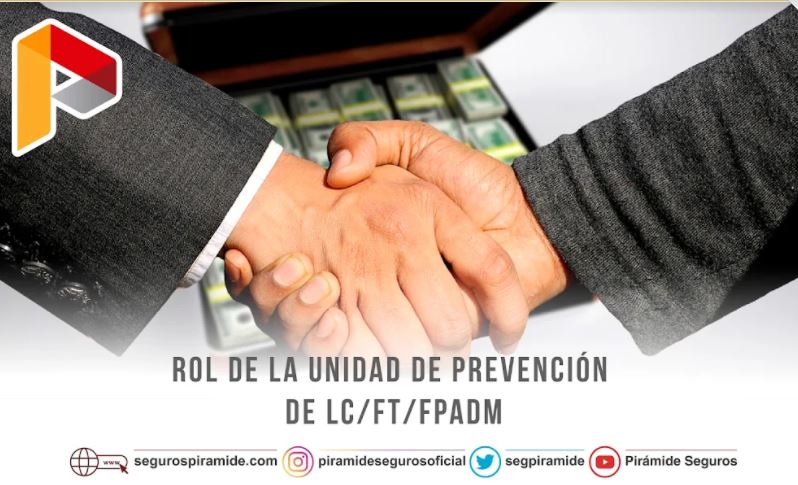 ROL DE LA UNIDAD DE PREVENCIÓN
DE LC/FT/FPADM
www segurospiramide.com piramidesegurosoficial segpiramide Pirámide Seguros